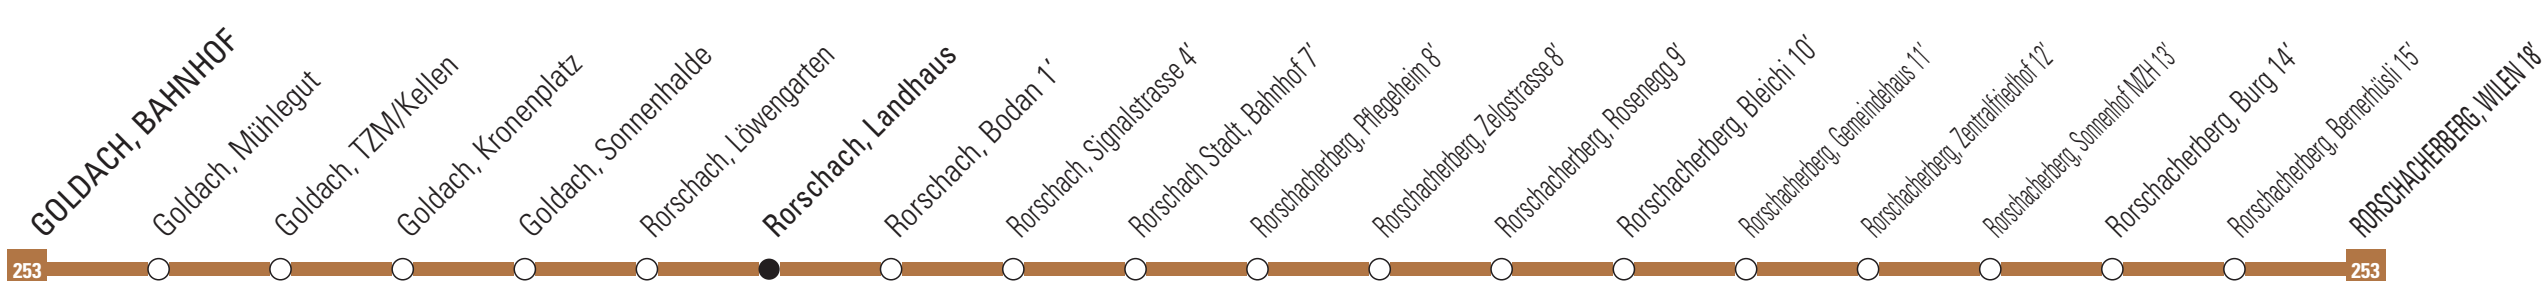 GOLDACH, BAHNHOF
Goldach, Mühlegut
Goldach, TZM/Kellen
Goldach, Kronenplatz
Goldach, Sonnenhalde
Rorschach, Löwengarten
Rorschach, Landhaus
Rorschach, Bodan 1’
Rorschach, Signalstrasse 4’
Rorschach Stadt, Bahnhof 7’
Rorschacherberg, Pflegeheim 8’
Rorschacherberg, Zelgstrasse 8’
Rorschacherberg, Rosenegg 9’
Rorschacherberg, Bleichi 10’
Rorschacherberg, Gemeindehaus 11’
Rorschacherberg, Zentralfriedhof 12’
Rorschacherberg, Sonnenhof MZH 13’
Rorschacherberg, Burg 14’
Rorschacherberg, Bernerhüsli 15’
RORSCHACHERBERG, WILEN 18’
253
253